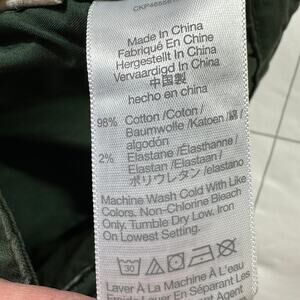 Made In China
Fabriqué En Chine
Hergestellt In China
Vervaardigd In China
中国製
hecho en china
98% Cotton /Coton/
Baumwolle /Katoen /綿/
algodón
2% Elastane /Élasthanne/
Elastan /Elastaan/
ポリウレタン /elastano
Machine Wash Cold With Like
Colors. Non-Chlorine Bleach
Only. Tumble Dry Low. Iron
On Lowest Setting.
30
Laver À La Machine À L'eau